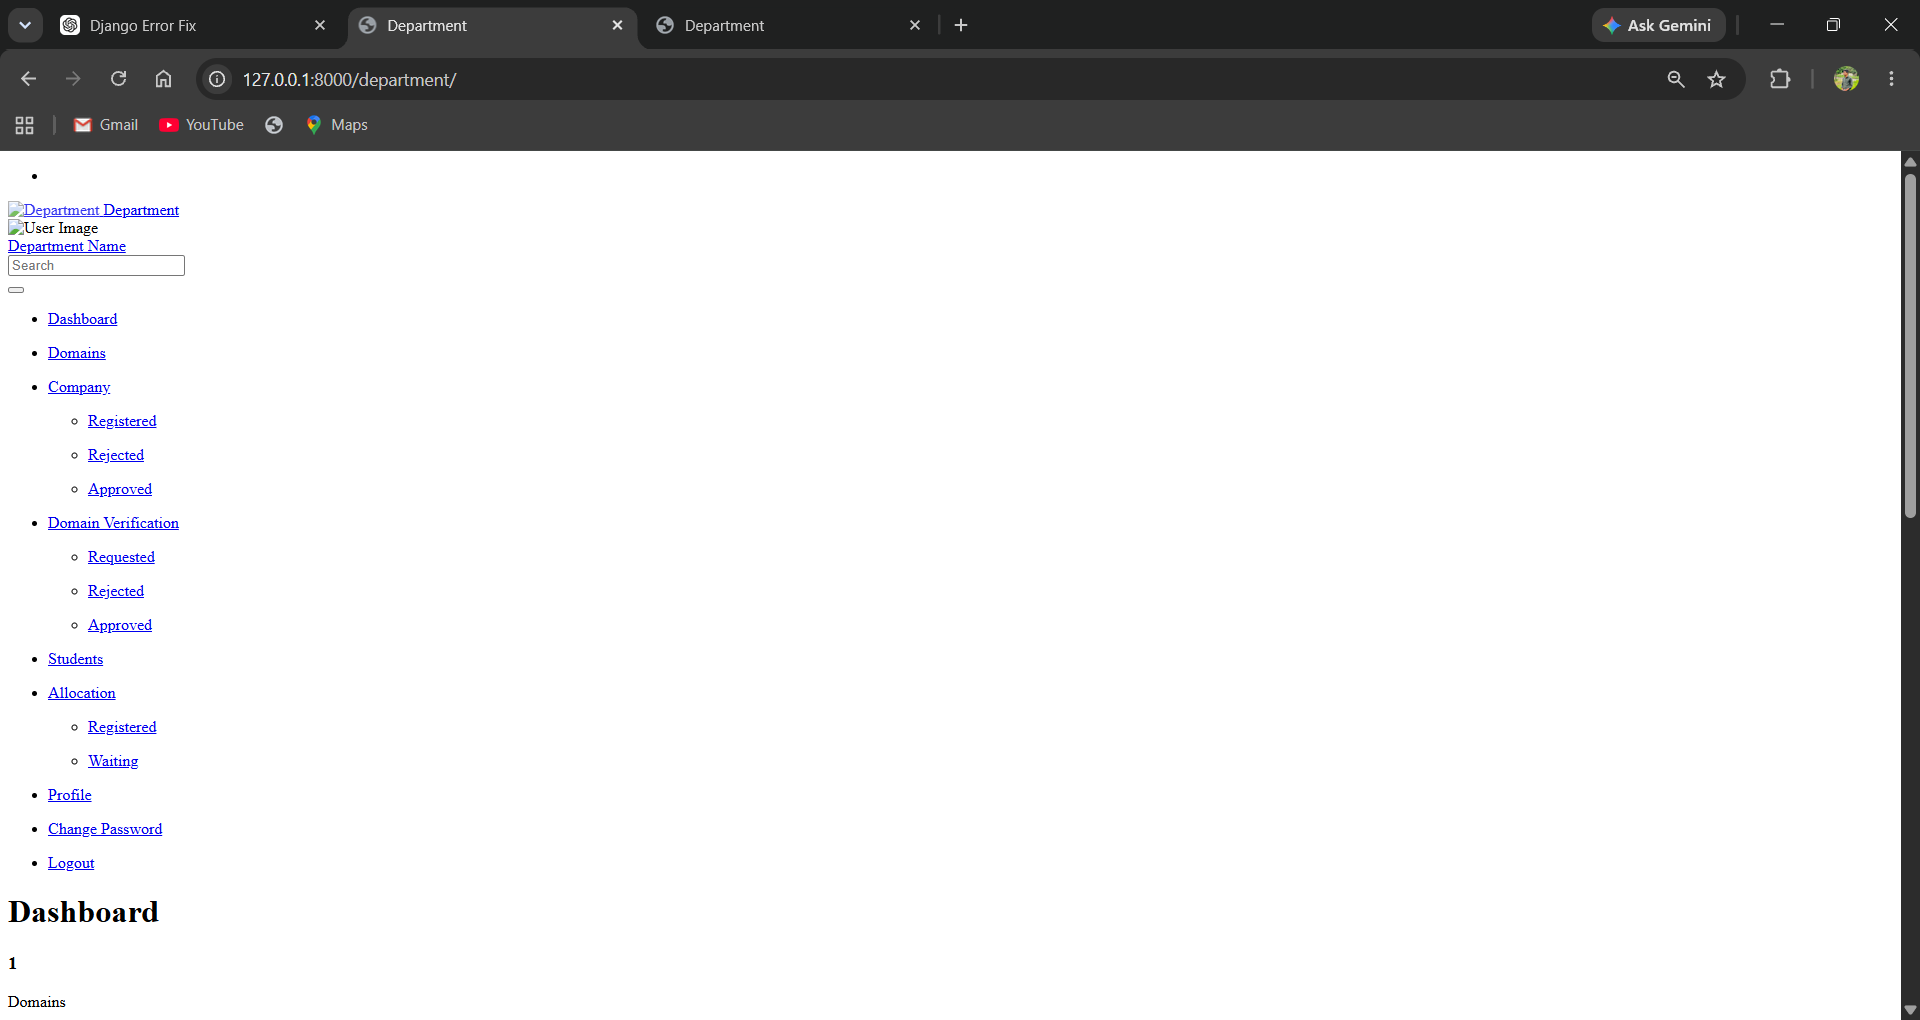 Django Error Fix
Department
Department
Ask Gemini
127.0.0.1:8000/department/
Gmail
YouTube
Maps
Department Department
User Image
Department Name
Search
Dashboard
Domains
Company
Registered
Rejected
Approved
Domain Verification
Requested
Rejected
Approved
Students
Allocation
Registered
Waiting
Profile
Change Password
Logout
Dashboard
1
Domains